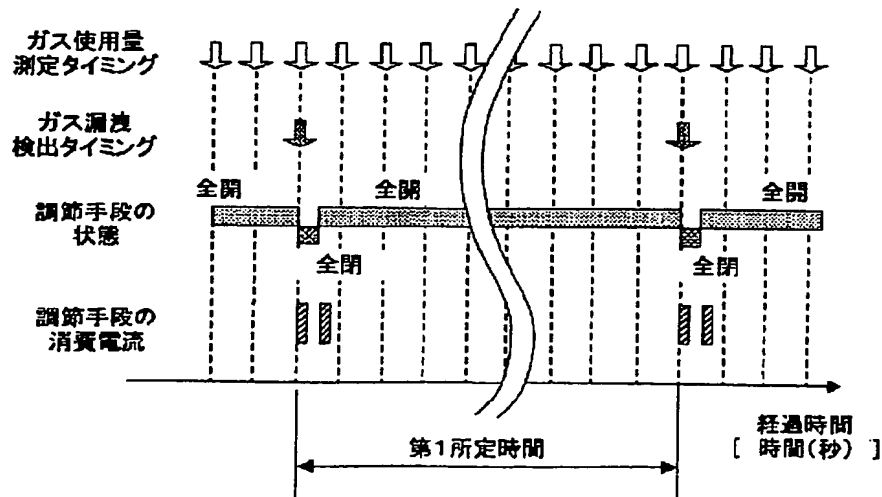 ガス使用量
測定タイミング
ガス漏洩
検出タイミング
全開
全開
全開
調節手段の
状態
全閉
全閉
調節手段の
消費電流
第1所定時間
経過時間
[ 時間(秒) ]